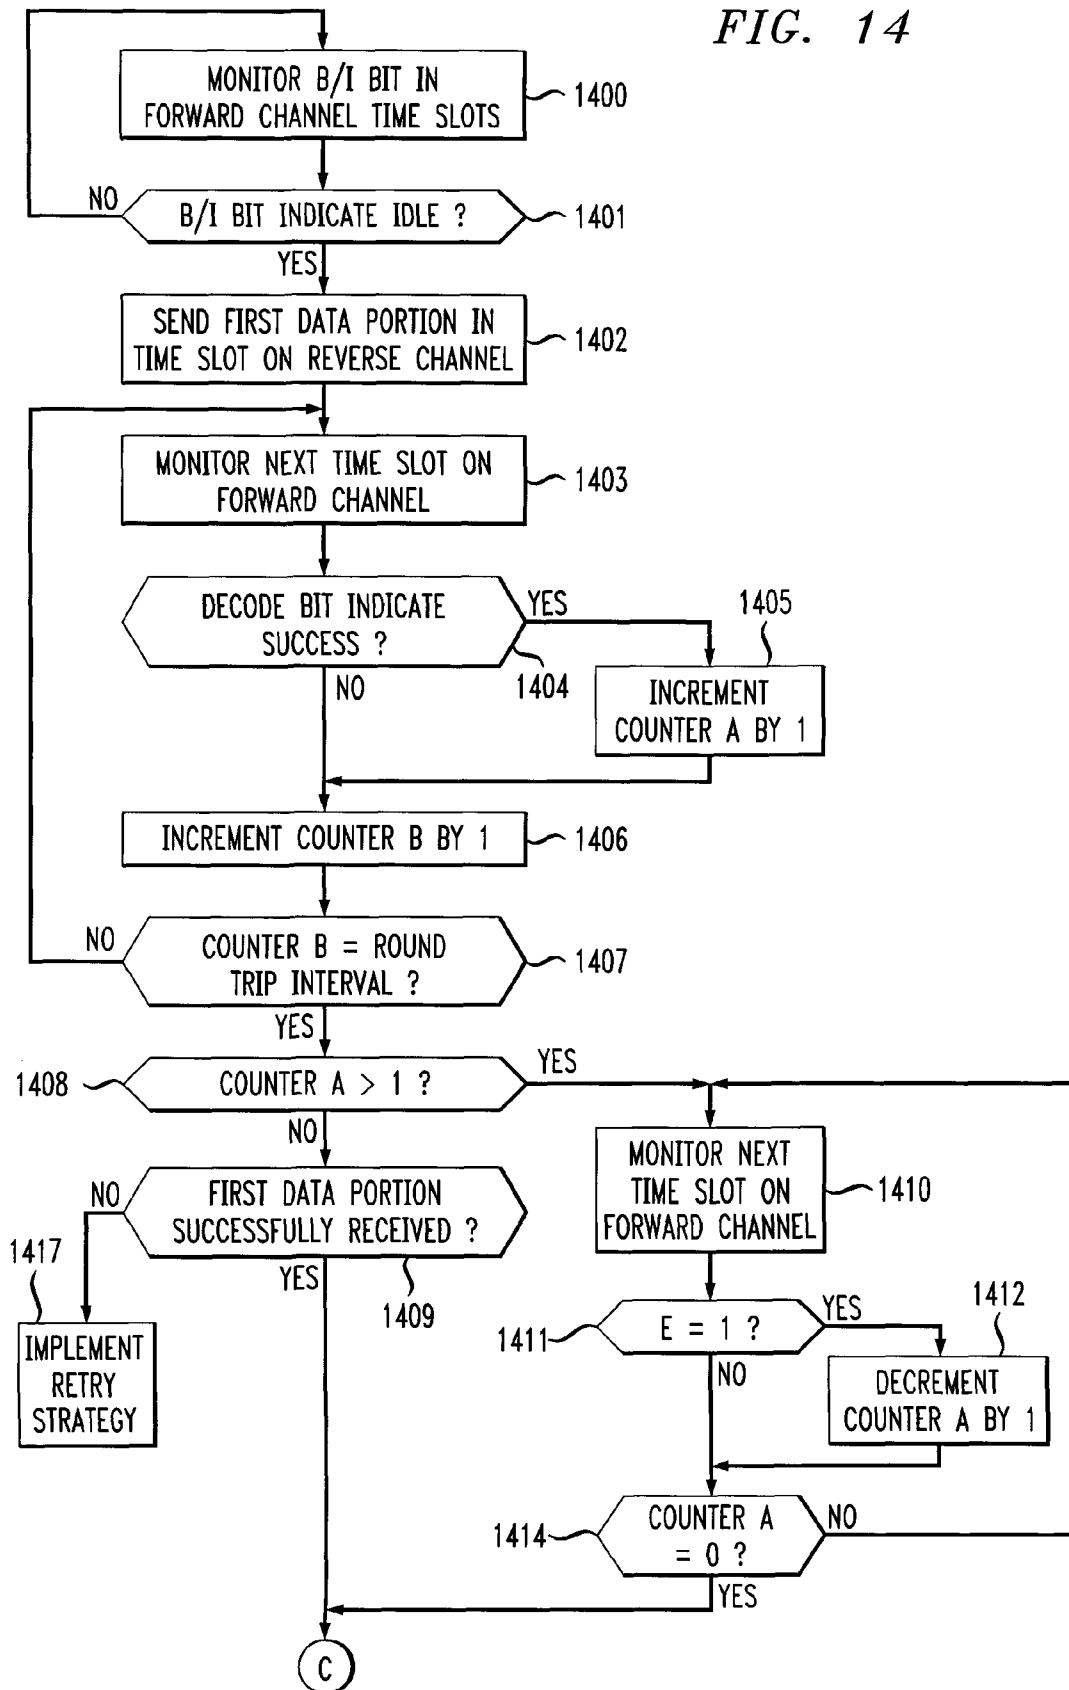 FIG. 14
MONITOR B/I BIT IN
FORWARD CHANNEL TIME SLOTS
1400
NO
B/I BIT INDICATE IDLE ?
1401
YES
SEND FIRST DATA PORTION IN
TIME SLOT ON REVERSE CHANNEL
1402
MONITOR NEXT TIME SLOT ON
FORWARD CHANNEL
1403
DECODE BIT INDICATE
SUCCESS ?
YES
1404
NO
1405
INCREMENT
COUNTER A BY 1
INCREMENT COUNTER B BY 1
1406
NO
COUNTER B = ROUND
TRIP INTERVAL ?
1407
YES
1408
COUNTER A > 1 ?
YES
NO
NO
FIRST DATA PORTION
SUCCESSFULLY RECEIVED ?
1409
YES
1417
IMPLEMENT
RETRY
STRATEGY
MONITOR NEXT
TIME SLOT ON
FORWARD CHANNEL
1410
1411
E = 1 ?
YES
NO
1412
DECREMENT
COUNTER A BY 1
1414
COUNTER A
= 0 ?
NO
YES
C